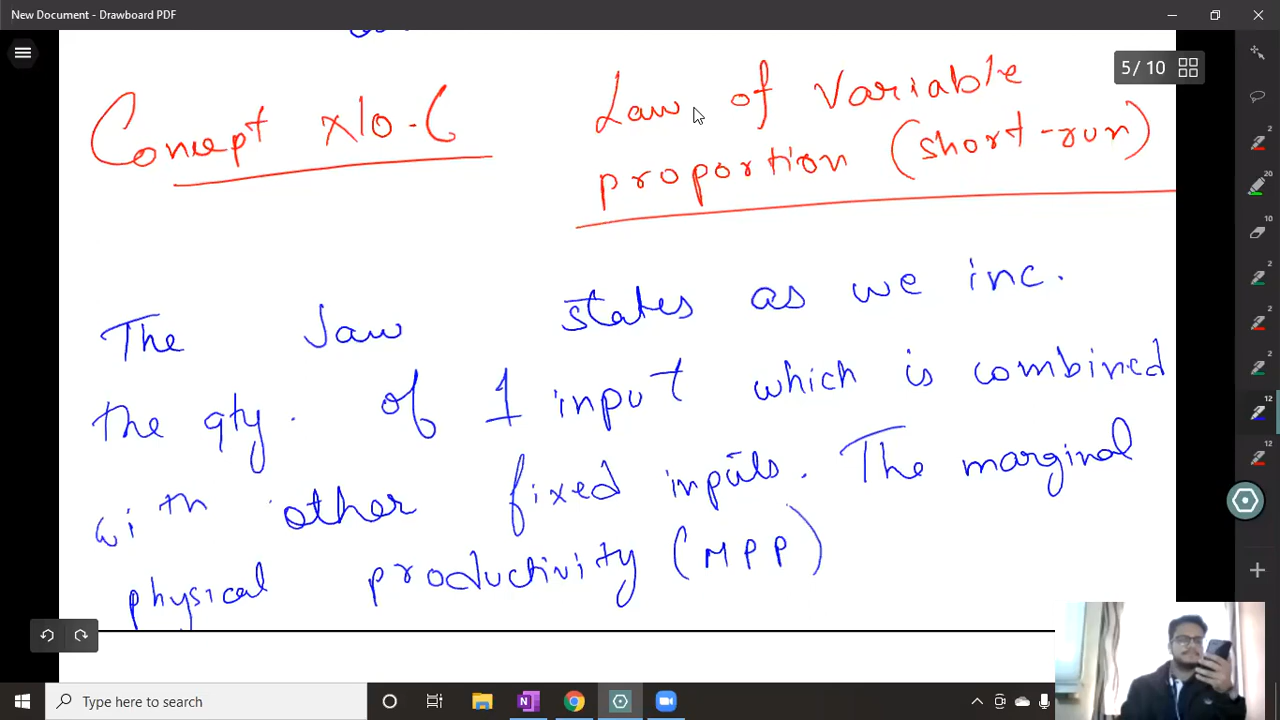 New Document - Drawboard PDF
5 / 10
Concept no. 6
Law of Variable
proportion (short-run)
The law states as we inc.
the qty. of 1 input which is combined
with other fixed inputs. The marginal
physical productivity (MPP)
Type here to search